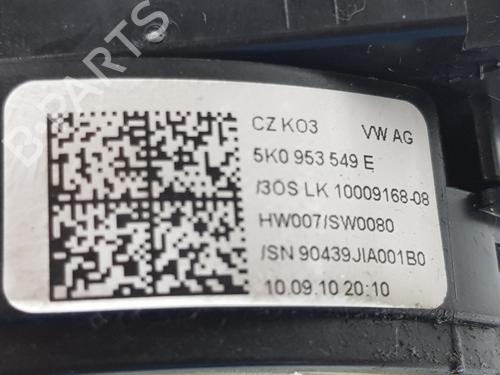 B-PARTS
CZ KO3 VW AG
5K0 953 549 E
/3OS LK 10009168-08
HW007/SW0080
/SN 90439JIA001B0
10.09.10 20:10